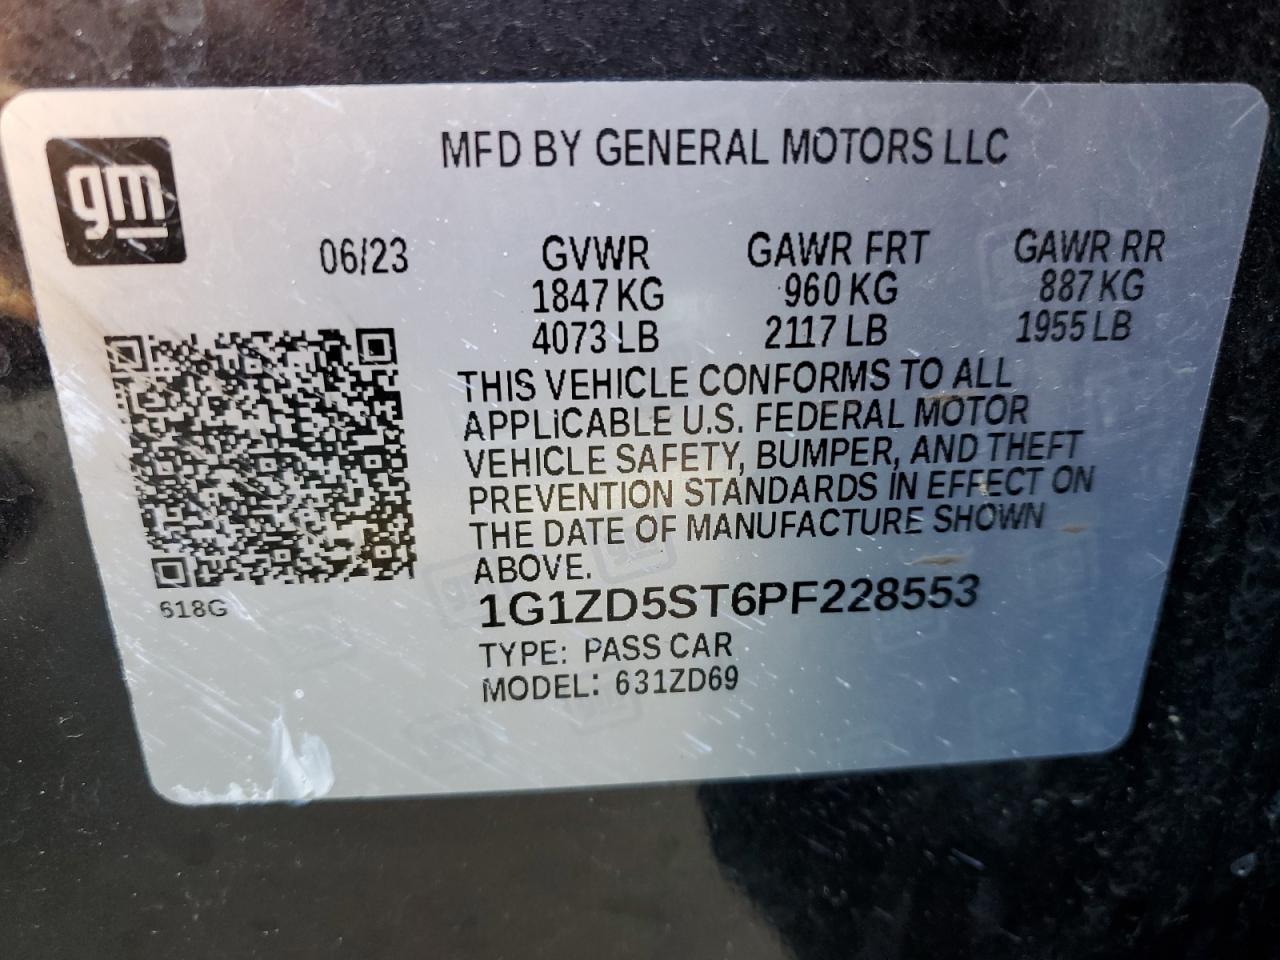 gm
MFD BY GENERAL MOTORS LLC
06/23 GVWR GAWR FRT GAWR RR
1847 KG 960 KG 887 KG
4073 LB 2117 LB 1955 LB
THIS VEHICLE CONFORMS TO ALL
APPLICABLE U.S. FEDERAL MOTOR
VEHICLE SAFETY, BUMPER, AND THEFT
PREVENTION STANDARDS IN EFFECT ON
THE DATE OF MANUFACTURE SHOWN
ABOVE.
618G
1G1ZD5ST6PF228553
TYPE: PASS CAR
MODEL: 631ZD69